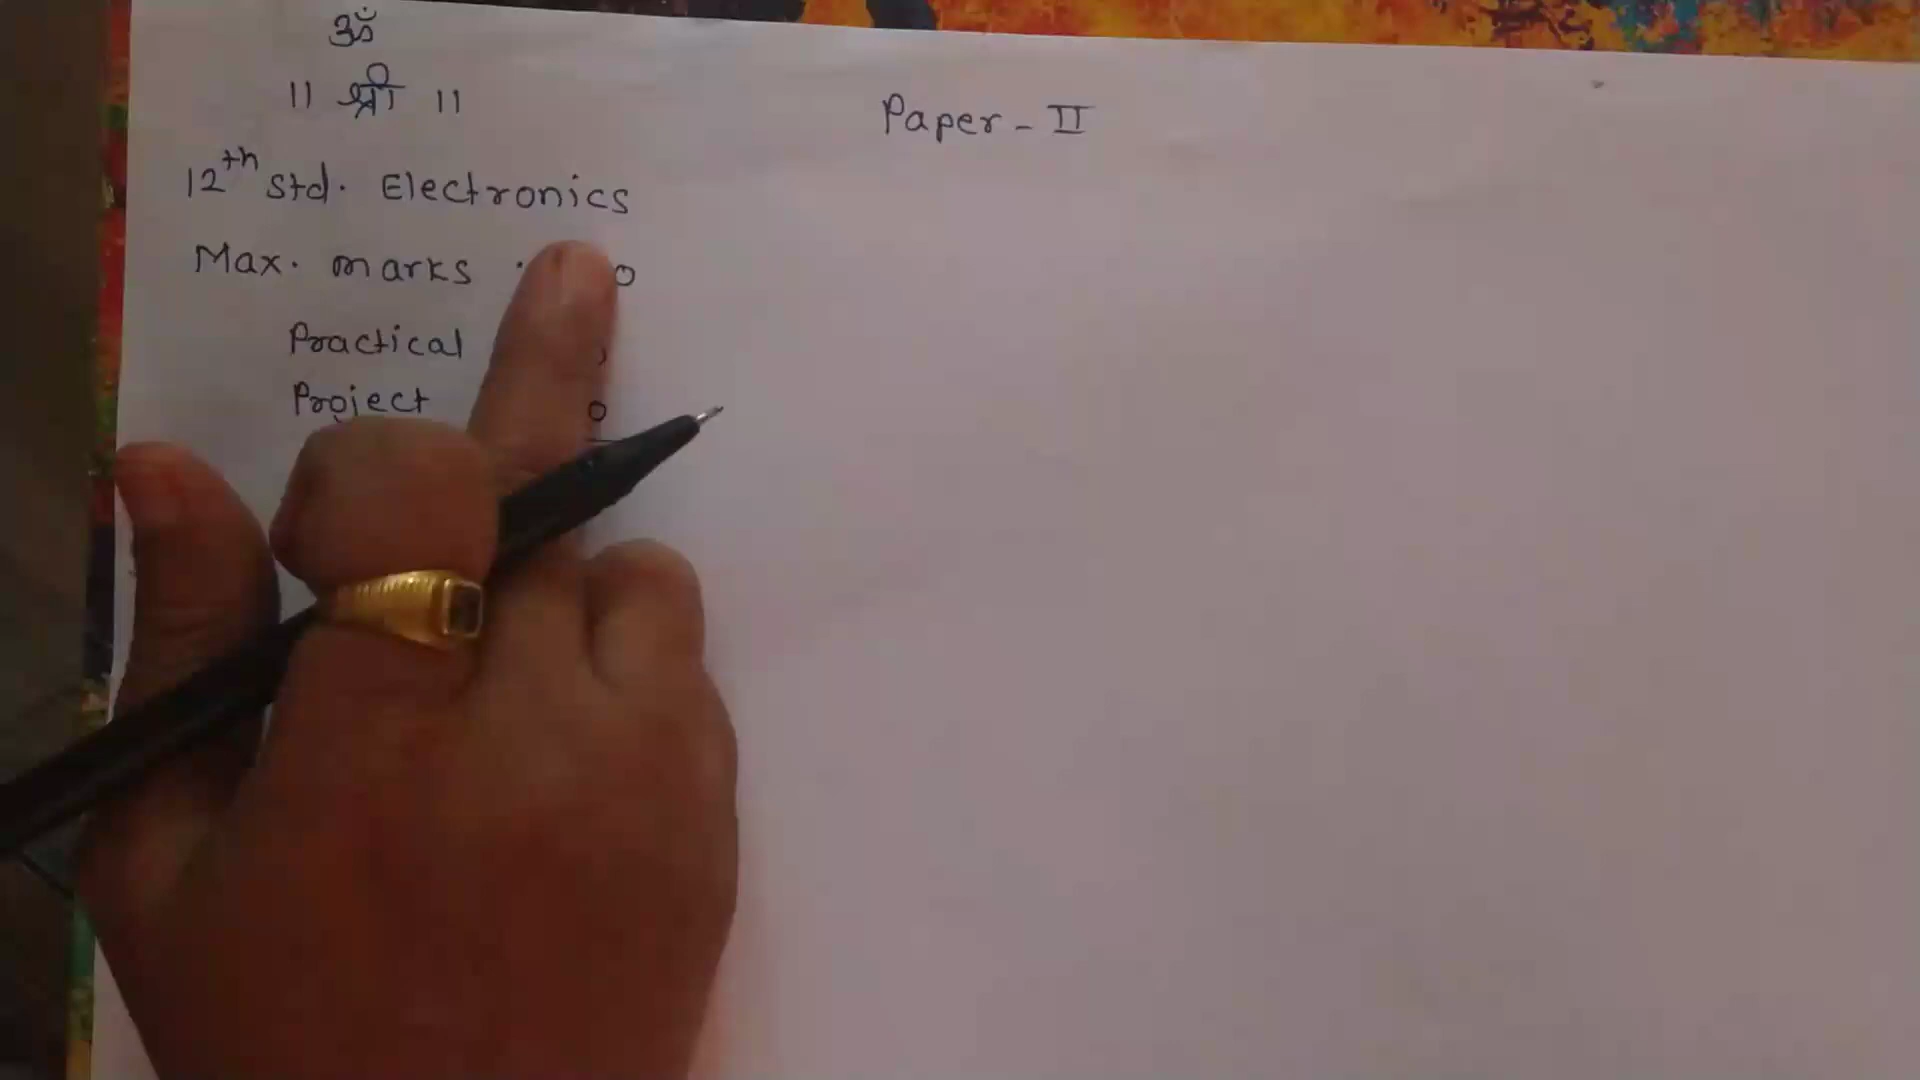 ॐ
॥ श्री ॥
Paper - II
12th std. Electronics
Max. marks
Practical
Project